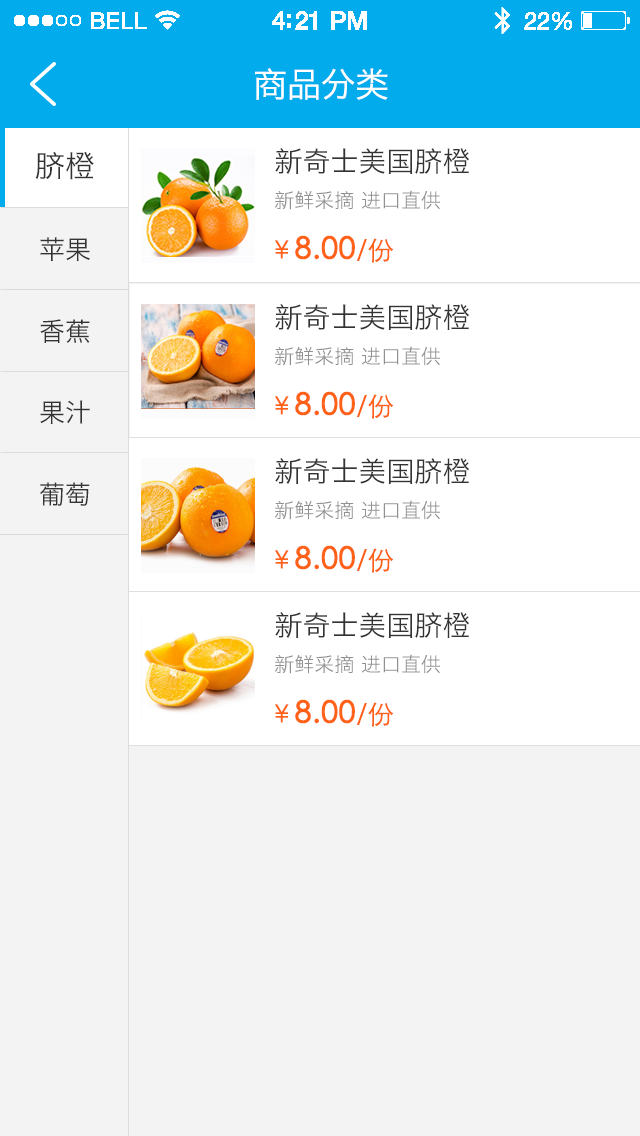 BELL 4:21 PM 22%
商品分类
脐橙
苹果
香蕉
果汁
葡萄
新奇士美国脐橙
新鲜采摘 进口直供
¥8.00/份
新奇士美国脐橙
新鲜采摘 进口直供
¥8.00/份
新奇士美国脐橙
新鲜采摘 进口直供
¥8.00/份
新奇士美国脐橙
新鲜采摘 进口直供
¥8.00/份